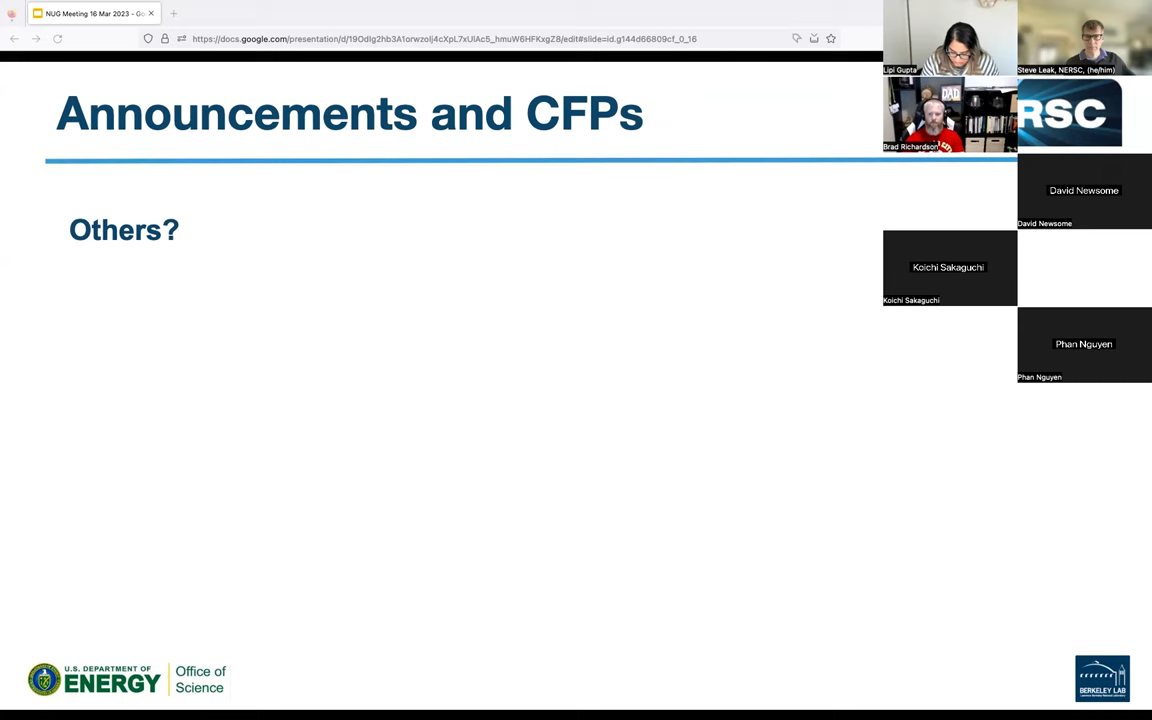 NUG Meeting 16 Mar 2023 - Go
https://docs.google.com/presentation/d/19OdIg2hb3A1orwzolj4cXpL7xUlAc5_hmuW6HFKxgZ8/edit#slide=id.g144d66809cf_0_16
Announcements and CFPs
Others?
Lipi Gupta
Steve Leak, NERSC, (he/him)
DAD
Brad Richardson
RSC
David Newsome
David Newsome
Koichi Sakaguchi
Koichi Sakaguchi
Phan Nguyen
Phan Nguyen
U.S. DEPARTMENT OF
ENERGY
Office of
Science
BERKELEY LAB